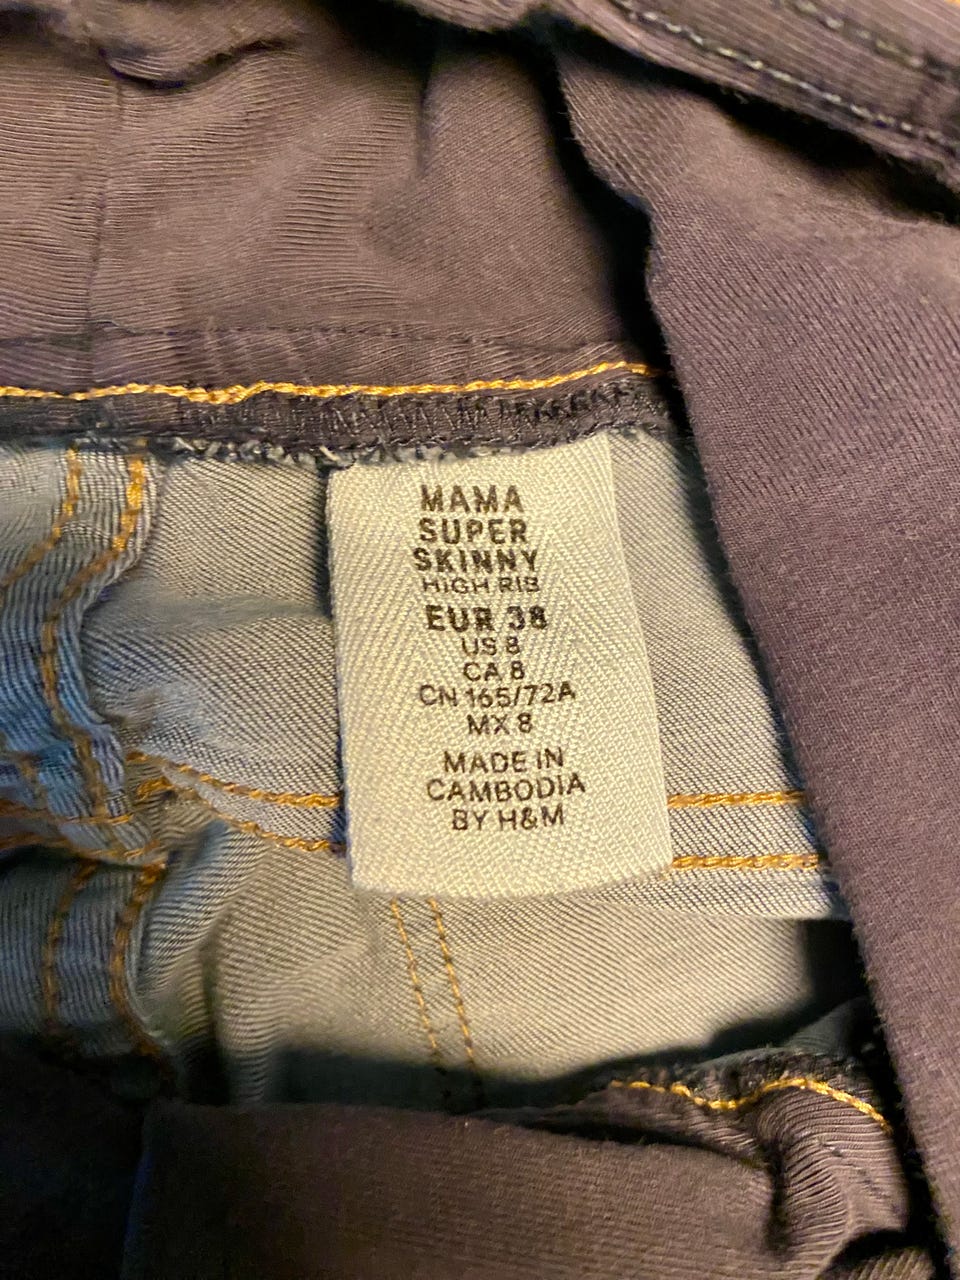 MAMA
SUPER
SKINNY
HIGH RIB
EUR 38
US 8
CA 8
CN 165/72A
MX 8
MADE IN
CAMBODIA
BY H&M